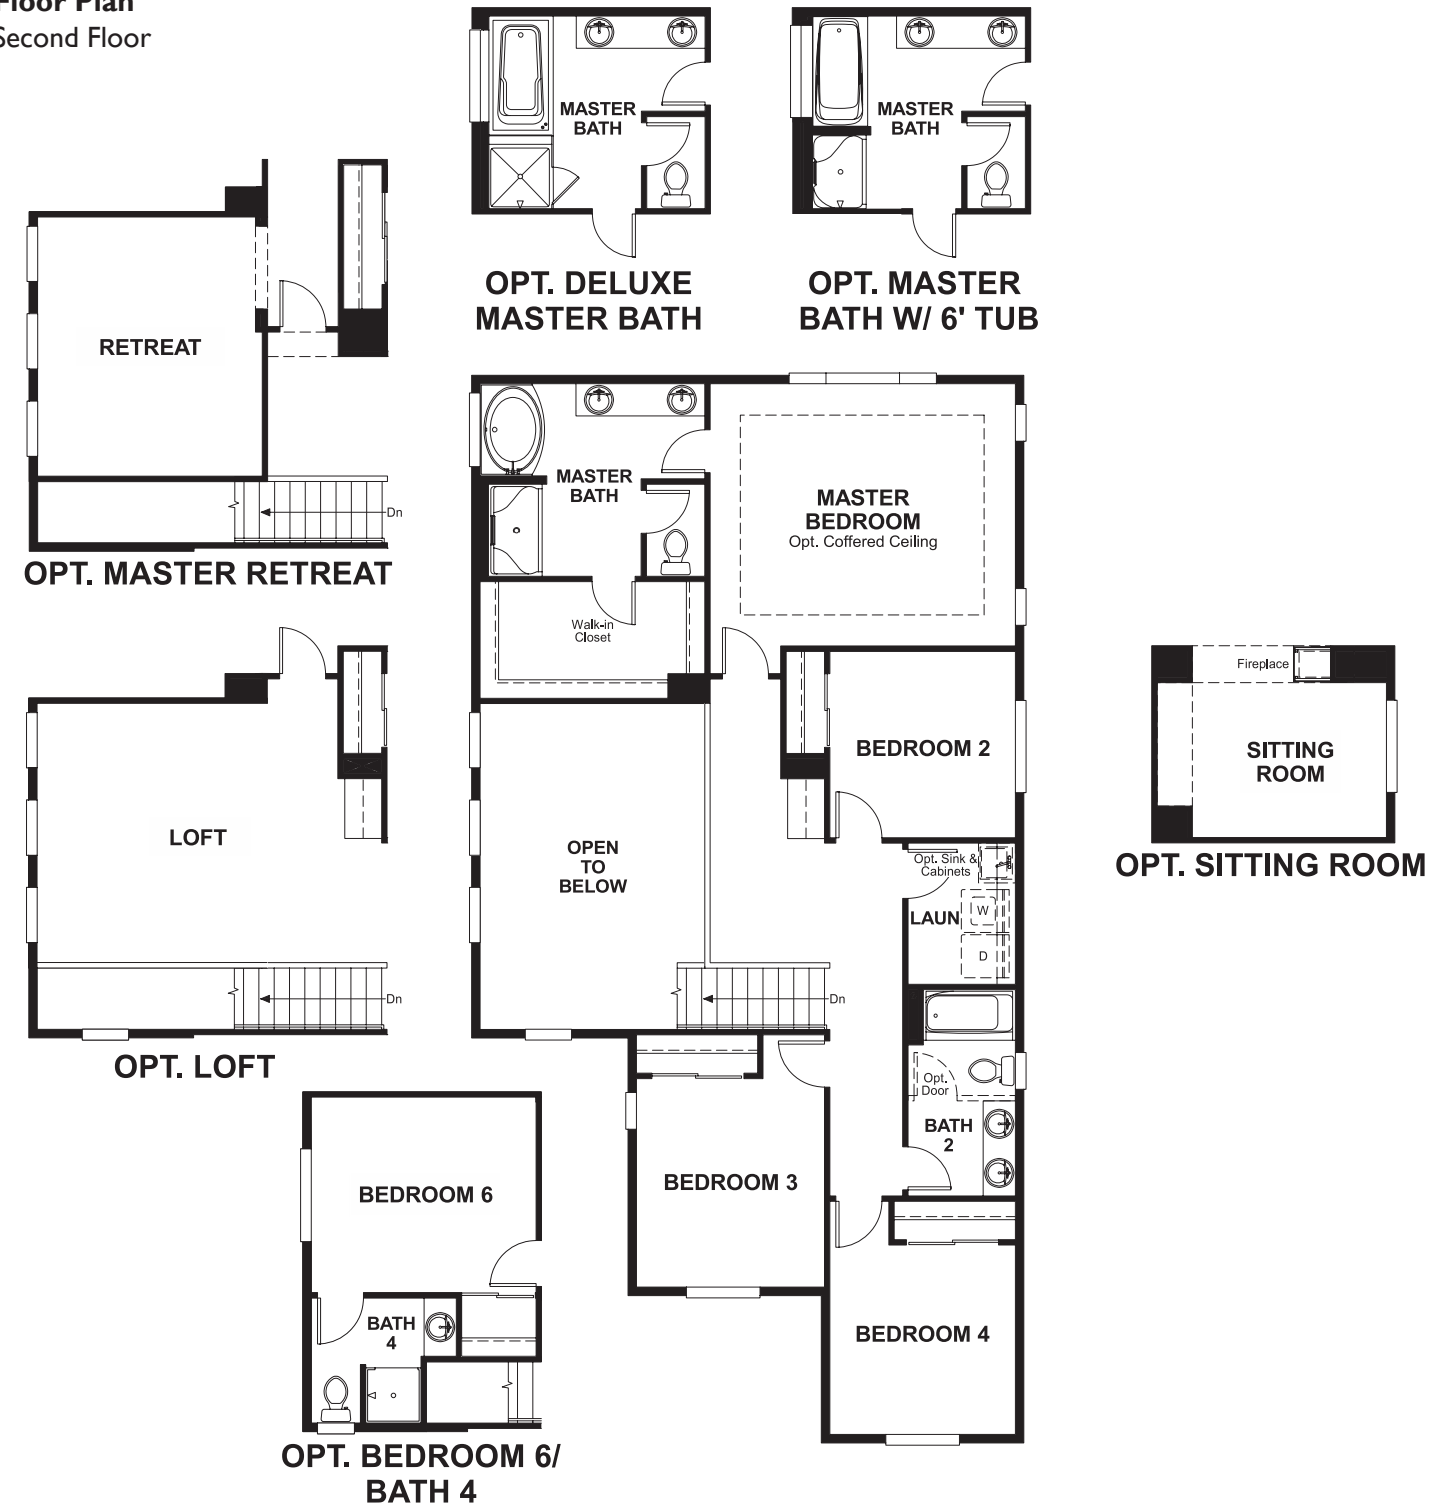 Floor Plan
Second Floor
MASTER
BATH
OPT. DELUXE
MASTER BATH
MASTER
BATH
OPT. MASTER
BATH W/ 6' TUB
RETREAT
Dn
OPT. MASTER RETREAT
MASTER
BATH
MASTER
BEDROOM
Opt. Coffered Ceiling
Walk-in
Closet
BEDROOM 2
OPEN
TO
BELOW
Opt. Sink &
Cabinets
LAUN
W
D
Dn
Opt.
Door
BATH
2
BEDROOM 3
BEDROOM 4
Fireplace
SITTING
ROOM
OPT. SITTING ROOM
LOFT
Dn
OPT. LOFT
BEDROOM 6
BATH
4
OPT. BEDROOM 6/
BATH 4